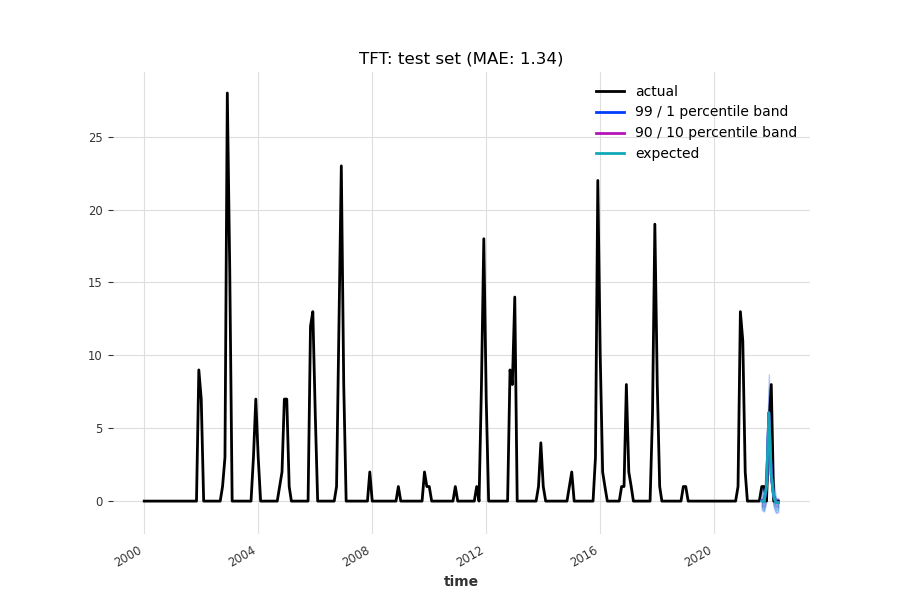 TFT: test set (MAE: 1.34)
actual
99 / 1 percentile band
90 / 10 percentile band
expected
25
20
15
10
5
0
2000
2004
2008
2012
2016
2020
time